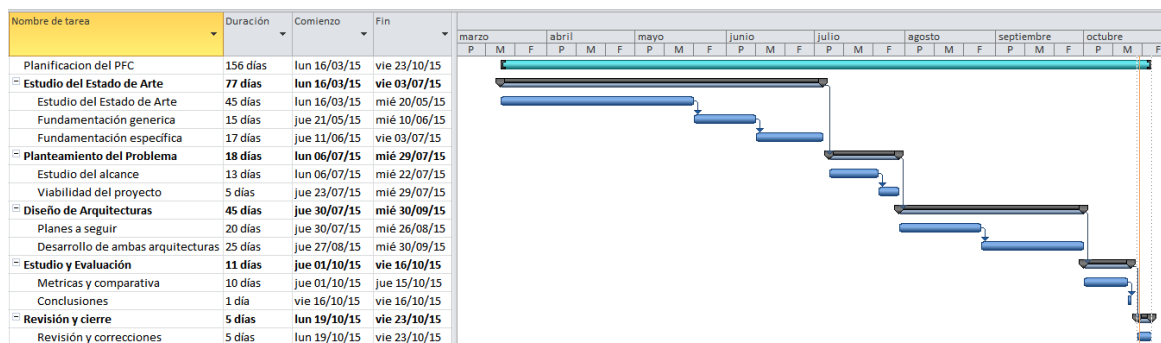 Nombre de tarea Duración Comienzo Fin
marzo abril mayo junio julio agosto septiembre octubre
P M F P M F P M F P M F P M F P M F P M F P M F
Planificacion del PFC 156 días lun 16/03/15 vie 23/10/15
Estudio del Estado de Arte 77 días lun 16/03/15 vie 03/07/15
Estudio del Estado de Arte 45 días lun 16/03/15 mié 20/05/15
Fundamentación generica 15 días jue 21/05/15 mié 10/06/15
Fundamentación específica 17 días jue 11/06/15 vie 03/07/15
Planteamiento del Problema 18 días lun 06/07/15 mié 29/07/15
Estudio del alcance 13 días lun 06/07/15 mié 22/07/15
Viabilidad del proyecto 5 días jue 23/07/15 mié 29/07/15
Diseño de Arquitecturas 45 días jue 30/07/15 mié 30/09/15
Planes a seguir 20 días jue 30/07/15 mié 26/08/15
Desarrollo de ambas arquitecturas 25 días jue 27/08/15 mié 30/09/15
Estudio y Evaluación 11 días jue 01/10/15 vie 16/10/15
Metricas y comparativa 10 días jue 01/10/15 jue 15/10/15
Conclusiones 1 día vie 16/10/15 vie 16/10/15
Revisión y cierre 5 días lun 19/10/15 vie 23/10/15
Revisión y correcciones 5 días lun 19/10/15 vie 23/10/15